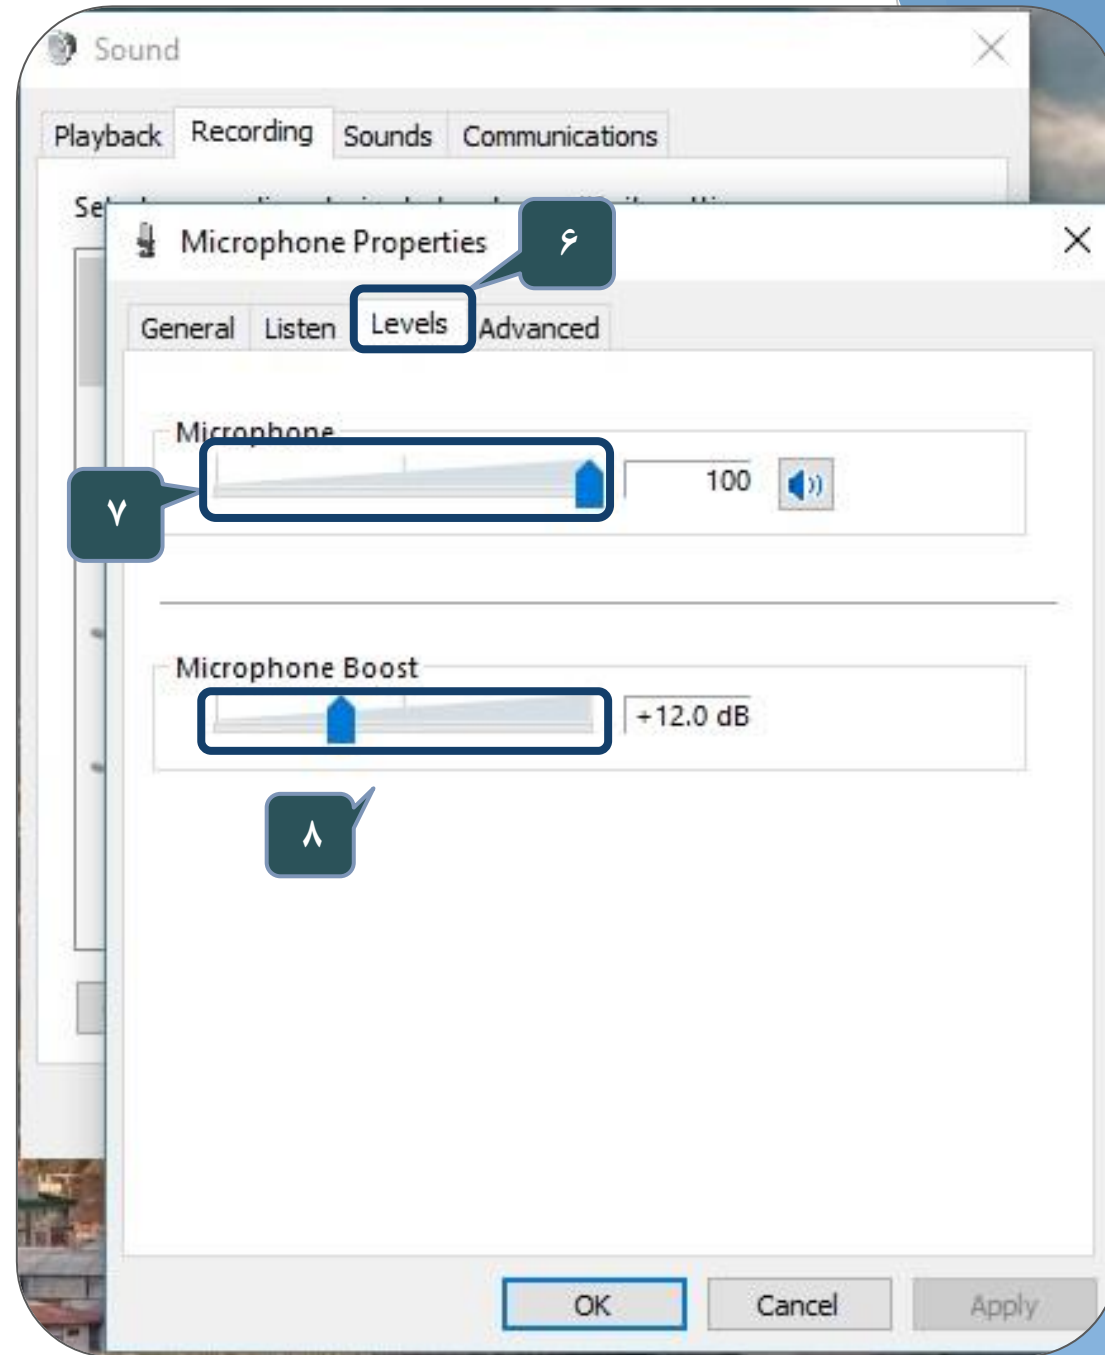 Sound
Playback Recording Sounds Communications
Microphone Properties
۶
General Listen Levels Advanced
Microphone
100
۷
Microphone Boost
+12.0 dB
۸
OK Cancel Apply